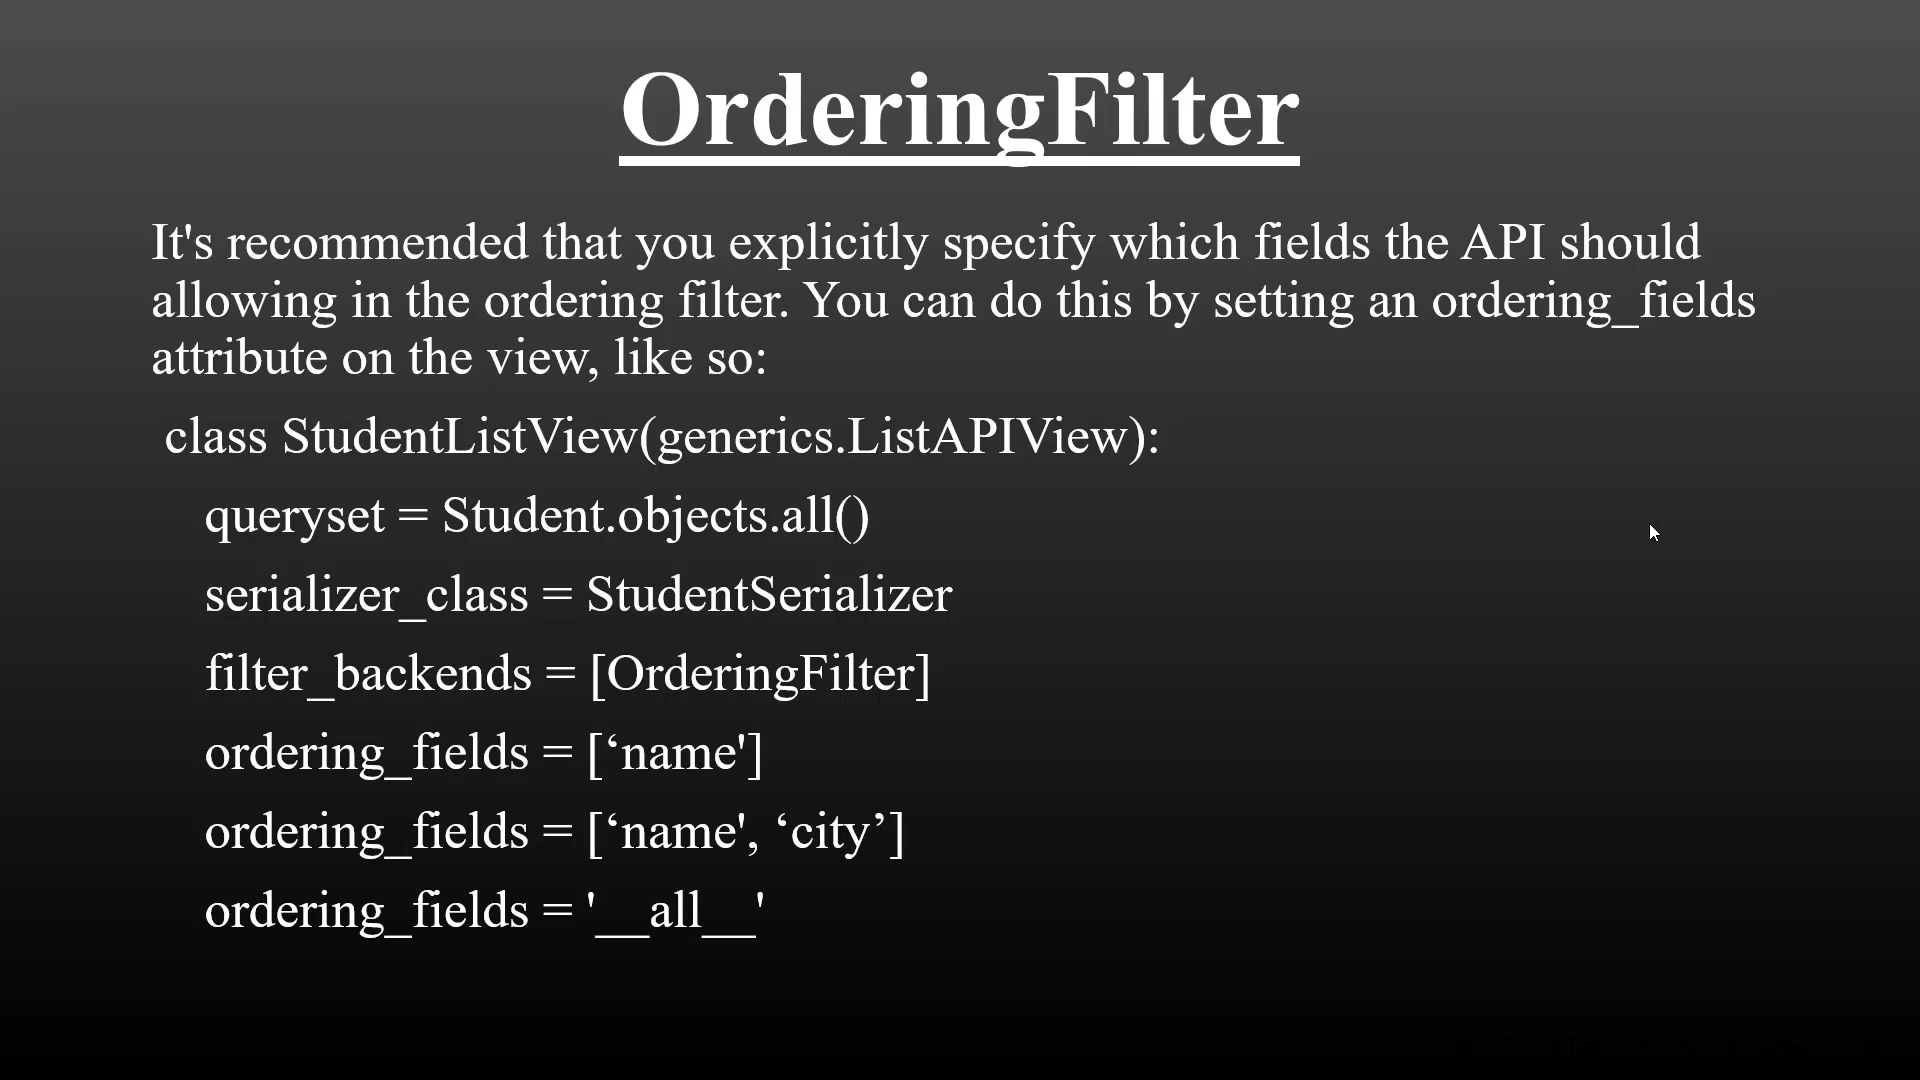 OrderingFilter
It's recommended that you explicitly specify which fields the API should
allowing in the ordering filter. You can do this by setting an ordering_fields
attribute on the view, like so:
class StudentListView(generics.ListAPIView):
queryset = Student.objects.all()
serializer_class = StudentSerializer
filter_backends = [OrderingFilter]
ordering_fields = [‘name']
ordering_fields = [‘name', ‘city’]
ordering_fields = '__all__'